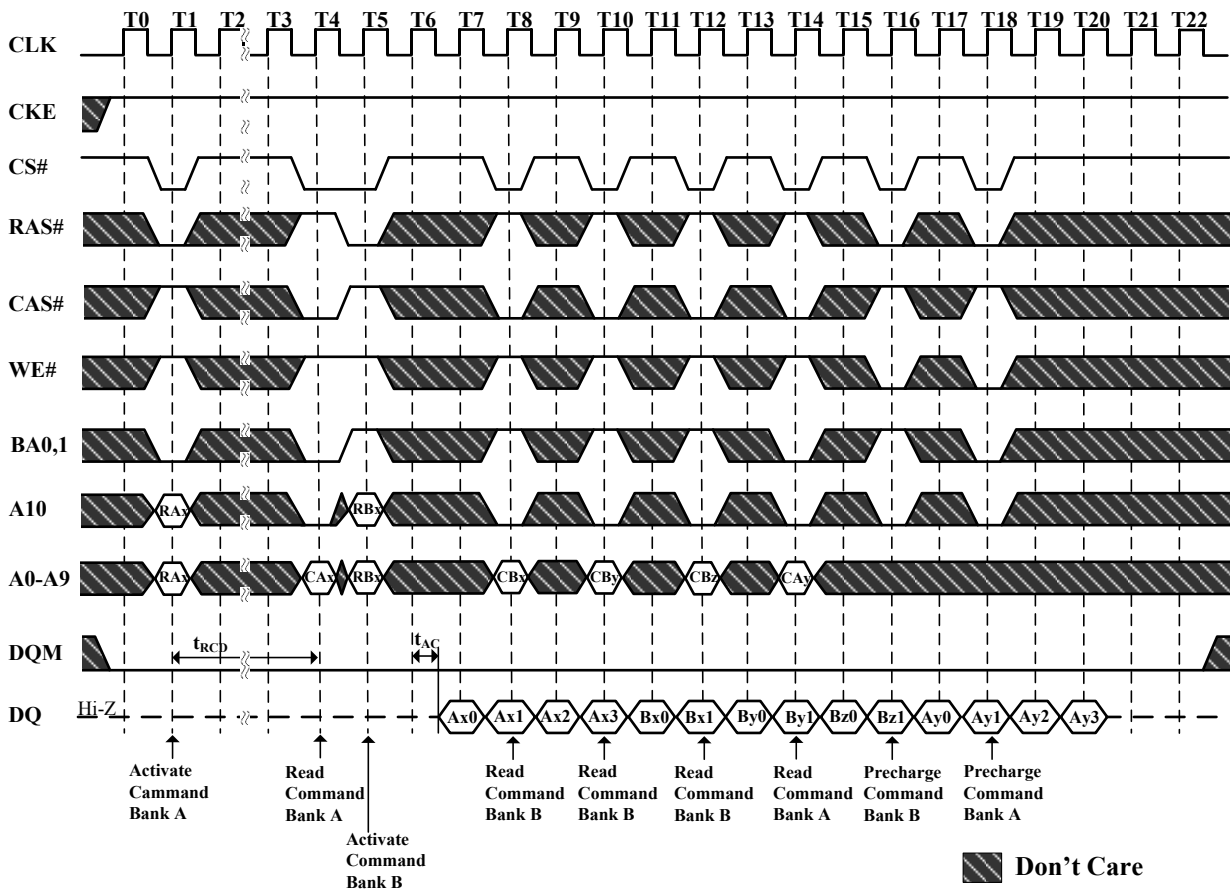 T0 T1 T2 T3 T4 T5 T6 T7 T8 T9 T10 T11 T12 T13 T15 T16 T17 T18 T19 T20 T21 T22
CLK
CKE
CS#
RAS#
CAS#
WE#
BA0,1
A10 RAx RBx
A0-A9 RAx CAx RBx CBx CBy CBz CAy
tRCD tAC
DQM
DQ Hi-Z Ax0 Ax1 Ax2 Ax3 Bx0 Bx1 By0 By1 Bz0 Bz1 Ay0 Ay1 Ay2 Ay3
Activate
Cammand
Bank A
Read
Command
Bank A
Activate
Command
Bank B
Read
Command
Bank B
Read
Command
Bank B
Read
Command
Bank B
Read
Command
Bank A
Precharge
Command
Bank B
Precharge
Command
Bank A
Don't Care